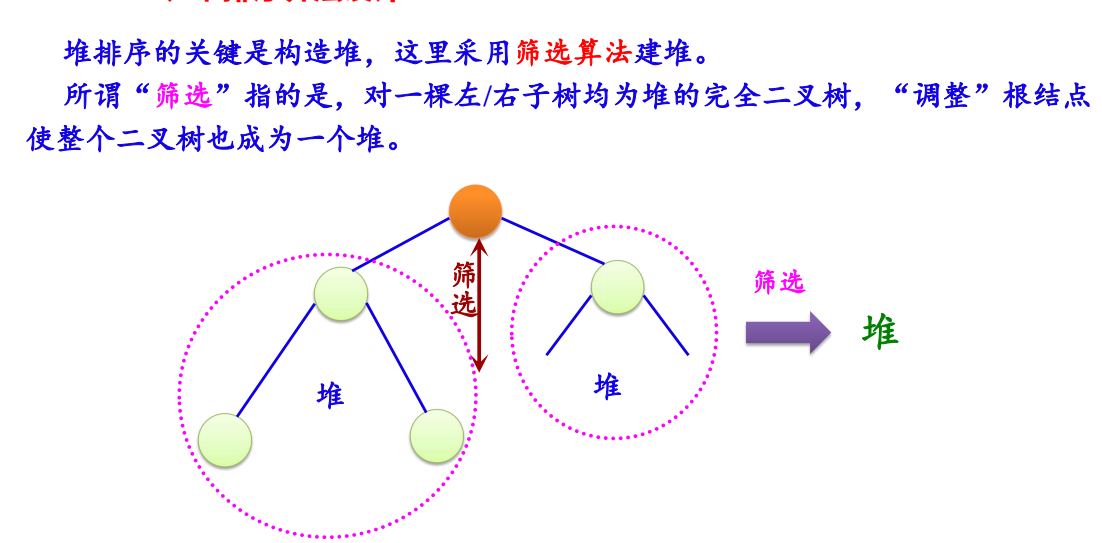 堆排序的关键是构造堆，这里采用筛选算法建堆。
所谓“筛选”指的是，对一棵左/右子树均为堆的完全二叉树，“调整”根结点
使整个二叉树也成为一个堆。
筛选
筛选
堆
堆
堆